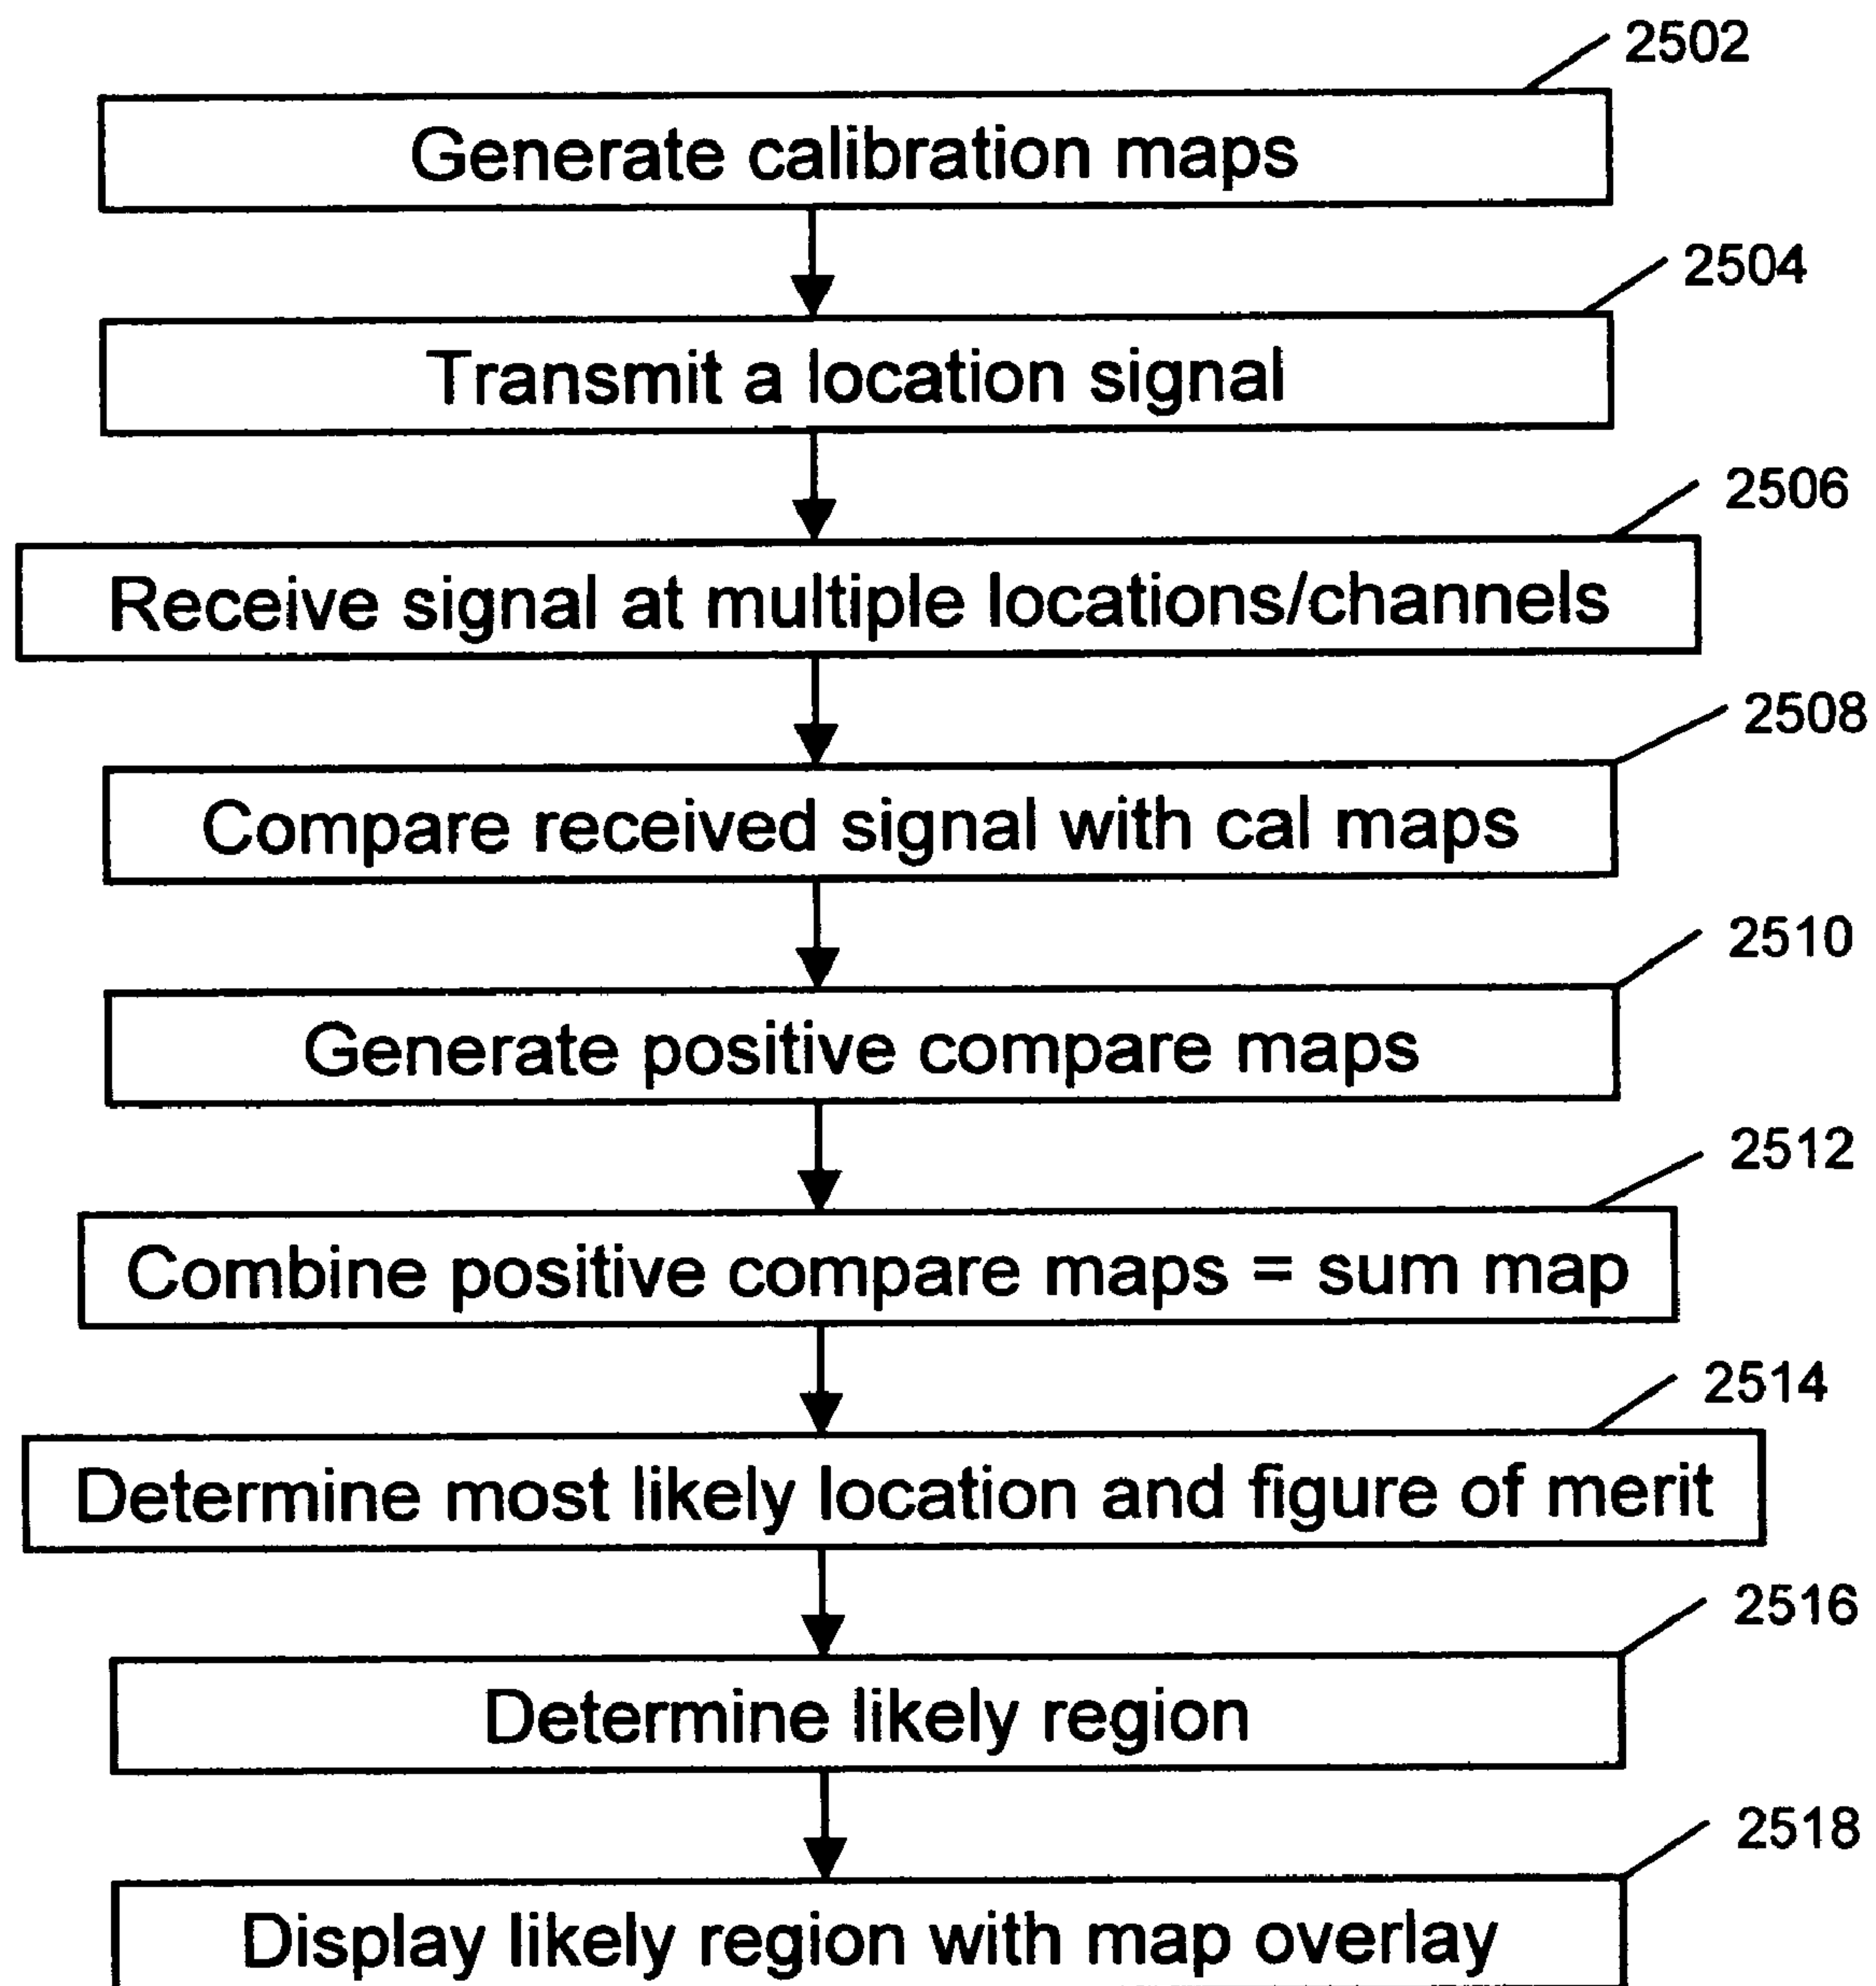 2502
Generate calibration maps
2504
Transmit a location signal
2506
Receive signal at multiple locations/channels
2508
Compare received signal with cal maps
2510
Generate positive compare maps
2512
Combine positive compare maps = sum map
2514
Determine most likely location and figure of merit
2516
Determine likely region
2518
Display likely region with map overlay